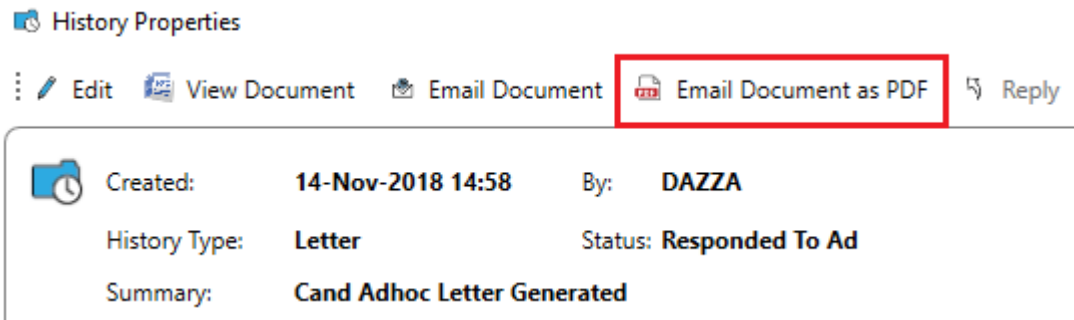 History Properties
Edit View Document Email Document Email Document as PDF Reply
Created: 14-Nov-2018 14:58 By: DAZZA
History Type: Letter Status: Responded To Ad
Summary: Cand Adhoc Letter Generated